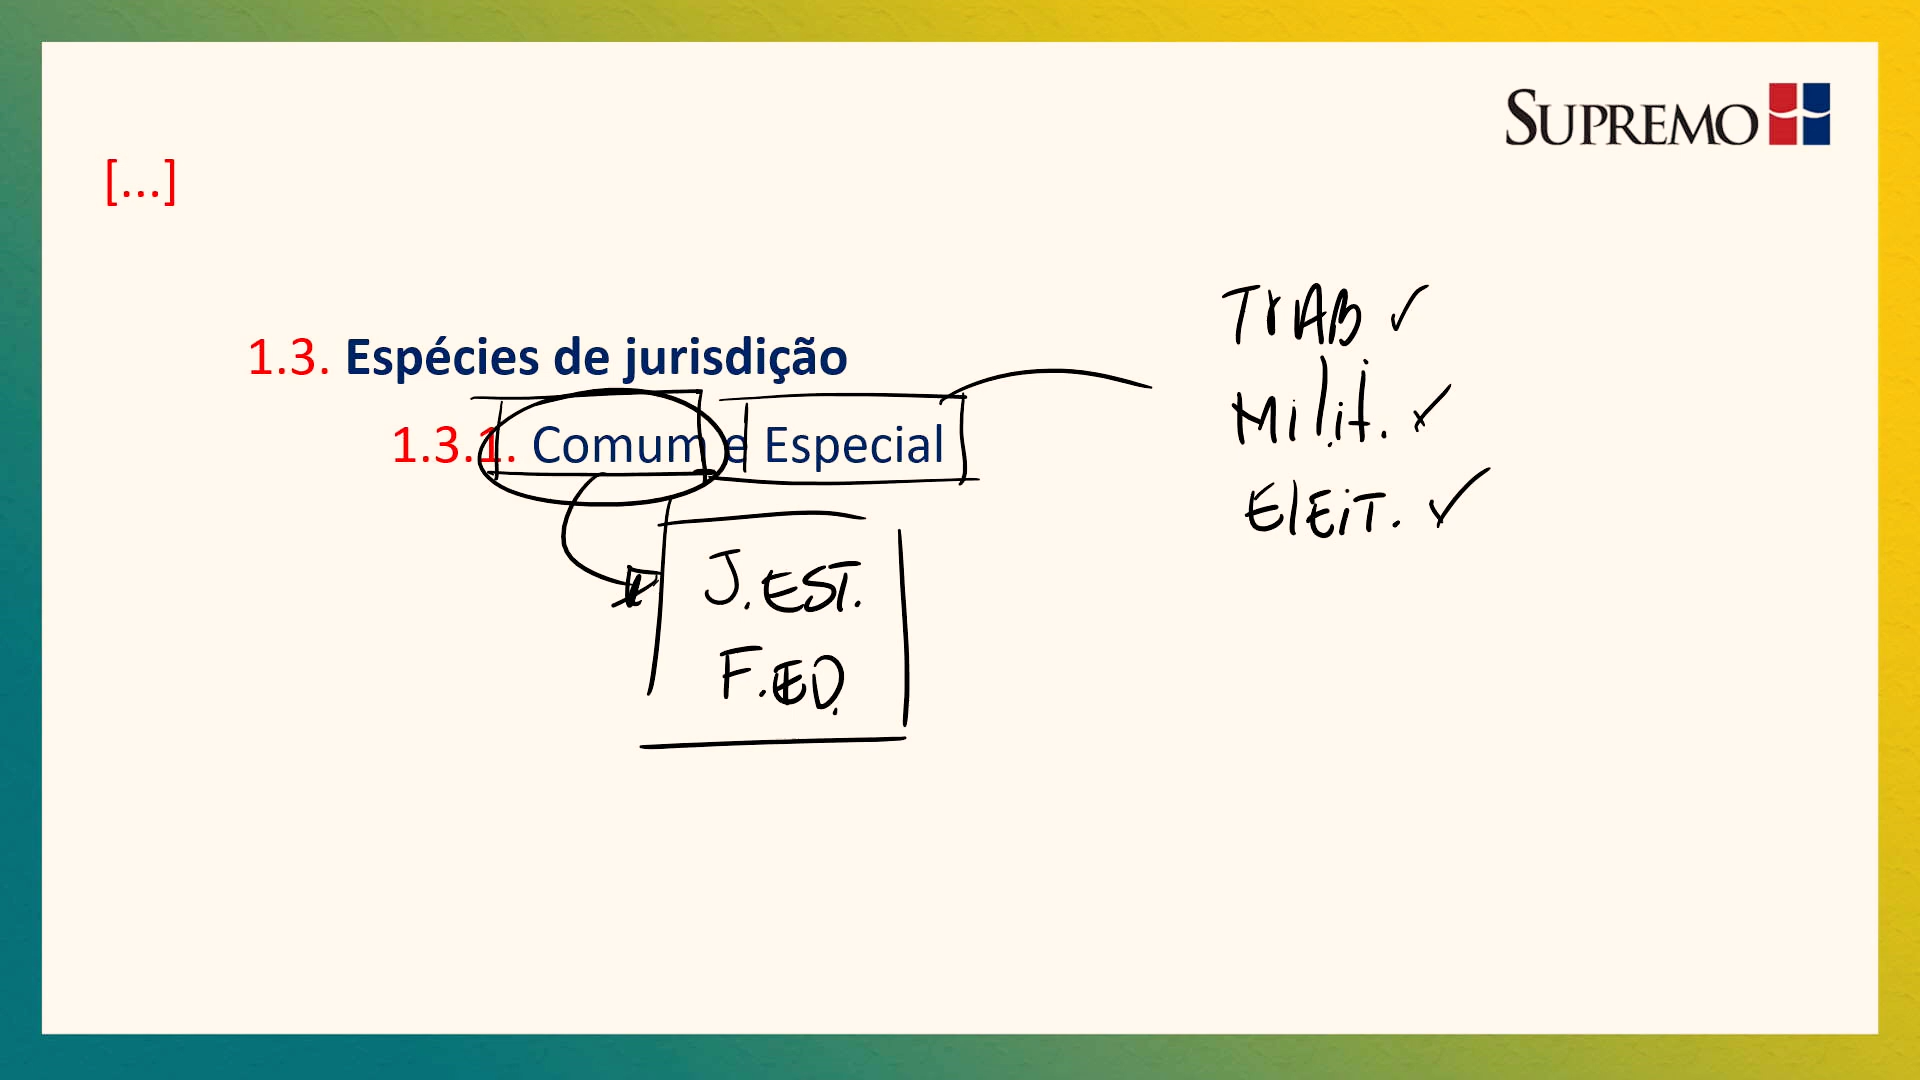 SUPREMO
[...]
1.3. Espécies de jurisdição
1.3.1. Comum e Especial
TrAB ✓
Milit. ✓
ElEiT. ✓
J.EST.
F.ED.